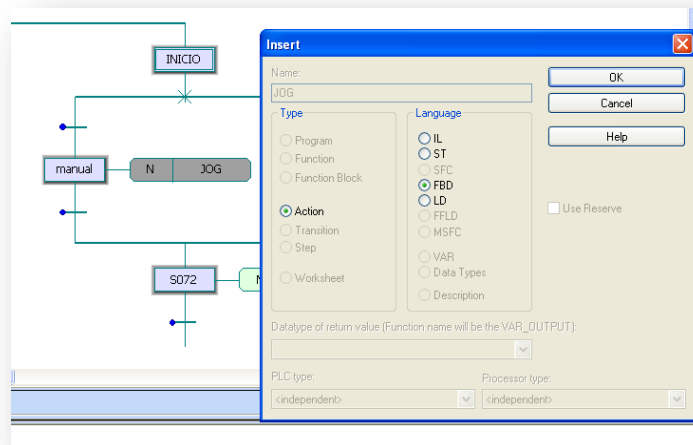 INICIO
manual
N
JOG
S072
Insert
Name:
JOG
Type
Program
Function
Function Block
Action
Transition
Step
Worksheet
Language
IL
ST
SFC
FBD
LD
FFLD
MSFC
VAR
Data Types
Description
OK
Cancel
Help
Use Reserve
Datatype of return value (Function name will be the VAR_OUTPUT):
PLC type:
<independent>
Processor type:
<independent>